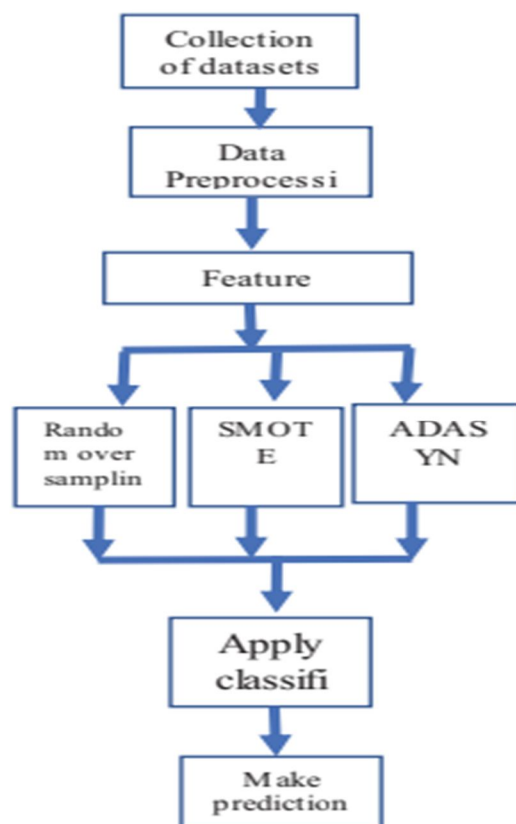 Collection
of datasets
Data
Preprocessi
Feature
Rando
m over
samplin
SMOT
E
ADAS
YN
Apply
classifi
Make
prediction